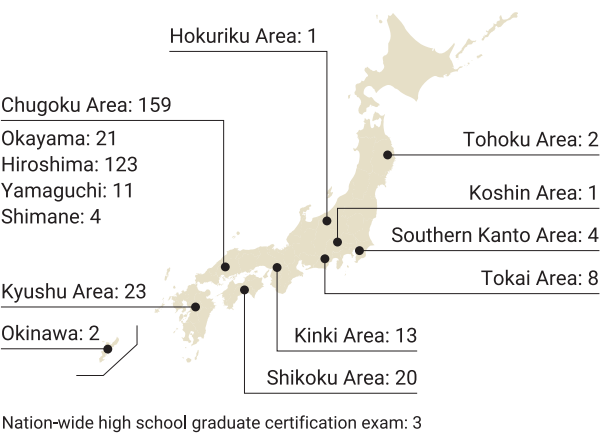 Hokuriku Area: 1
Chugoku Area: 159
Okayama: 21
Hiroshima: 123
Yamaguchi: 11
Shimane: 4
Tohoku Area: 2
Koshin Area: 1
Southern Kanto Area: 4
Tokai Area: 8
Kyushu Area: 23
Okinawa: 2
Kinki Area: 13
Shikoku Area: 20
Nation-wide high school graduate certification exam: 3